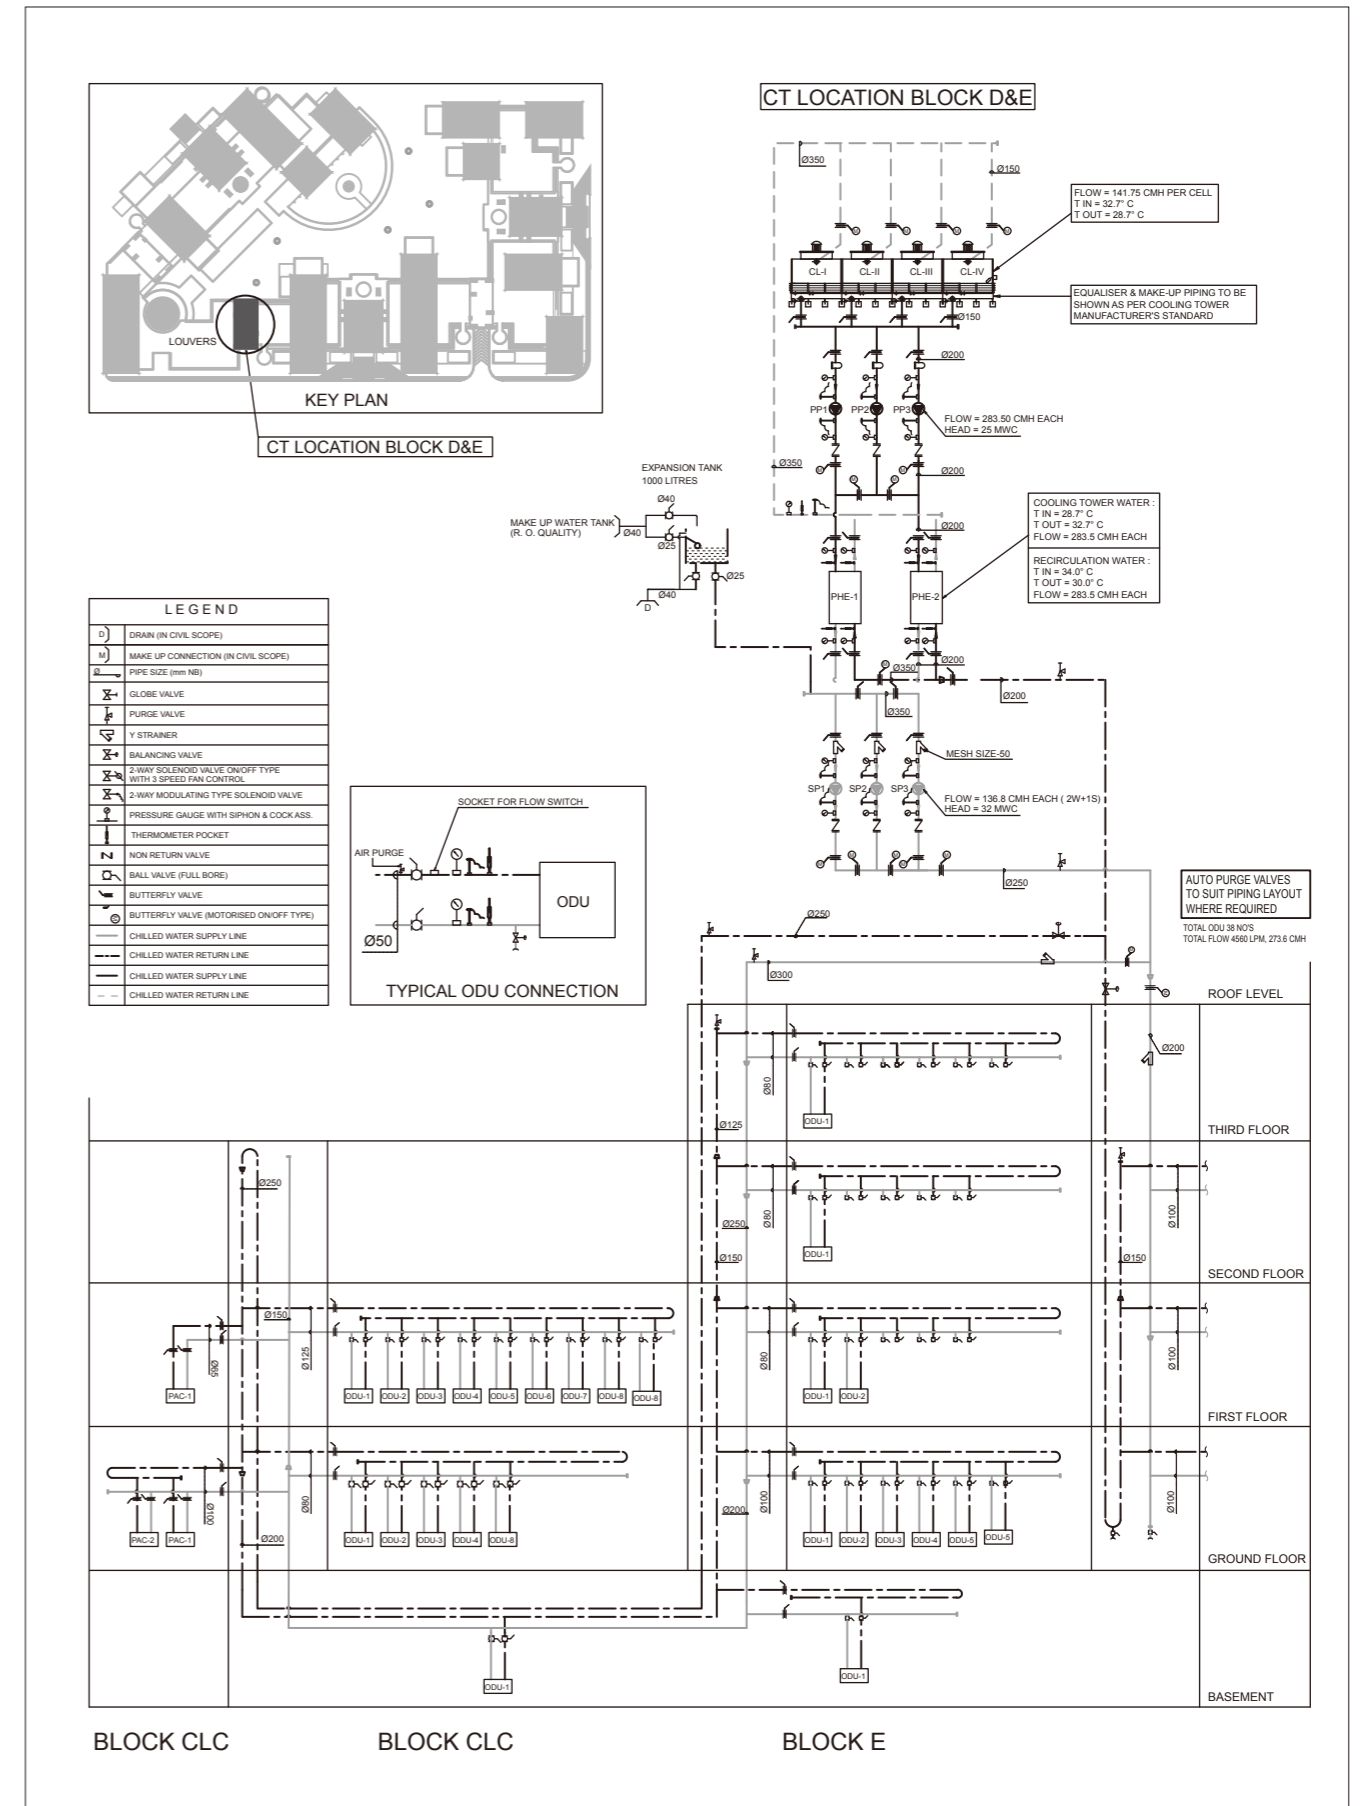 CT LOCATION BLOCK D&E
LOUVERS
KEY PLAN
CT LOCATION BLOCK D&E
Ø350
Ø150
FLOW = 141.75 CMH PER CELL
T IN = 32.7° C
T OUT = 28.7° C
M
M
M
M
CL-I
CL-II
CL-III
CL-IV
EQUALISER & MAKE-UP PIPING TO BE
SHOWN AS PER COOLING TOWER
MANUFACTURER'S STANDARD
Ø150
Ø200
PP1
PP2
PP3
FLOW = 283.50 CMH EACH
HEAD = 25 MWC
Ø350
Ø200
EXPANSION TANK
1000 LITRES
Ø40
MAKE UP WATER TANK
(R. O. QUALITY)
Ø40
Ø25
Ø25
Ø40
D
Ø200
COOLING TOWER WATER :
T IN = 28.7° C
T OUT = 32.7° C
FLOW = 283.5 CMH EACH
RECIRCULATION WATER :
T IN = 34.0° C
T OUT = 30.0° C
FLOW = 283.5 CMH EACH
PHE-1
PHE-2
Ø350
Ø200
Ø200
Ø350
MESH SIZE-50
SP1
SP2
SP3
FLOW = 136.8 CMH EACH ( 2W+1S)
HEAD = 32 MWC
Ø250
LEGEND
D
DRAIN (IN CIVIL SCOPE)
M
MAKE UP CONNECTION (IN CIVIL SCOPE)
Ø
PIPE SIZE (mm NB)
GLOBE VALVE
PURGE VALVE
Y STRAINER
BALANCING VALVE
2-WAY SOLENOID VALVE ON/OFF TYPE
WITH 3 SPEED FAN CONTROL
2-WAY MODULATING TYPE SOLENOID VALVE
PRESSURE GAUGE WITH SIPHON & COCK ASS.
THERMOMETER POCKET
NON RETURN VALVE
BALL VALVE (FULL BORE)
BUTTERFLY VALVE
BUTTERFLY VALVE (MOTORISED ON/OFF TYPE)
CHILLED WATER SUPPLY LINE
CHILLED WATER RETURN LINE
CHILLED WATER SUPPLY LINE
CHILLED WATER RETURN LINE
SOCKET FOR FLOW SWITCH
AIR PURGE
ODU
Ø50
TYPICAL ODU CONNECTION
AUTO PURGE VALVES
TO SUIT PIPING LAYOUT
WHERE REQUIRED
TOTAL ODU 38 NO'S
TOTAL FLOW 4560 LPM, 273.6 CMH
Ø250
Ø300
ROOF LEVEL
Ø200
Ø80
ODU-1
Ø125
THIRD FLOOR
Ø250
Ø80
Ø250
ODU-1
Ø150
Ø100
Ø150
SECOND FLOOR
Ø150
Ø65
Ø125
Ø80
Ø100
PAC-1
ODU-1
ODU-2
ODU-3
ODU-4
ODU-5
ODU-6
ODU-7
ODU-8
ODU-8
ODU-1
ODU-2
FIRST FLOOR
Ø100
Ø80
Ø200
Ø100
Ø100
PAC-2
PAC-1
Ø200
ODU-1
ODU-2
ODU-3
ODU-4
ODU-8
ODU-1
ODU-2
ODU-3
ODU-4
ODU-5
ODU-5
GROUND FLOOR
ODU-1
ODU-1
BASEMENT
BLOCK CLC
BLOCK CLC
BLOCK E